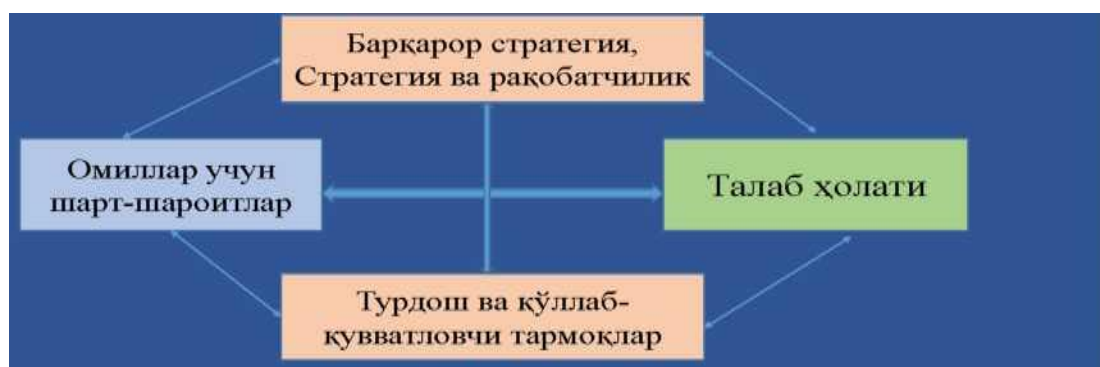 Барқарор стратегия,
Стратегия ва рақобатчилик
Омиллар учун
шарт-шароитлар
Талаб ҳолати
Турдош ва қўллаб-
қувватловчи тармоқлар